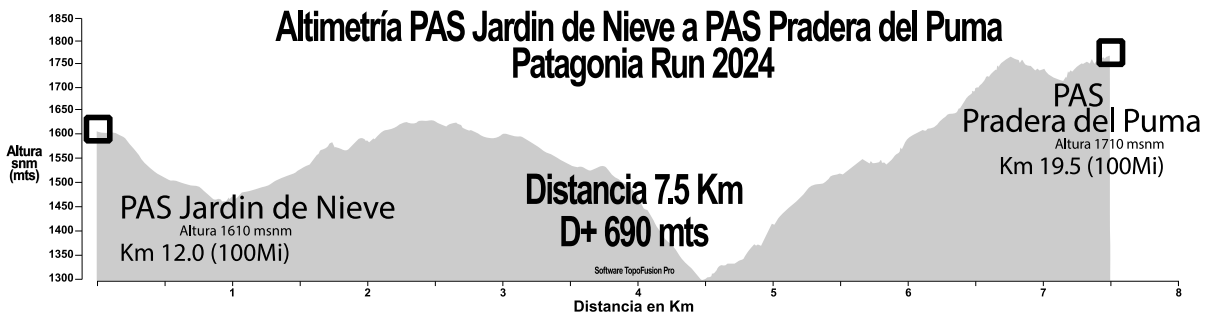 Altimetría PAS Jardin de Nieve a PAS Pradera del Puma
Patagonia Run 2024
1850
1800
1750
1700
1650
1600
1550
1500
1450
1400
1350
1300
Altura
snm
(mts)
PAS Jardin de Nieve
Altura 1610 msnm
Km 12.0 (100Mi)
Distancia 7.5 Km
D+ 690 mts
Software TopoFusion Pro
PAS
Pradera del Puma
Altura 1710 msnm
Km 19.5 (100Mi)
1 2 3 4 5 6 7 8
Distancia en Km